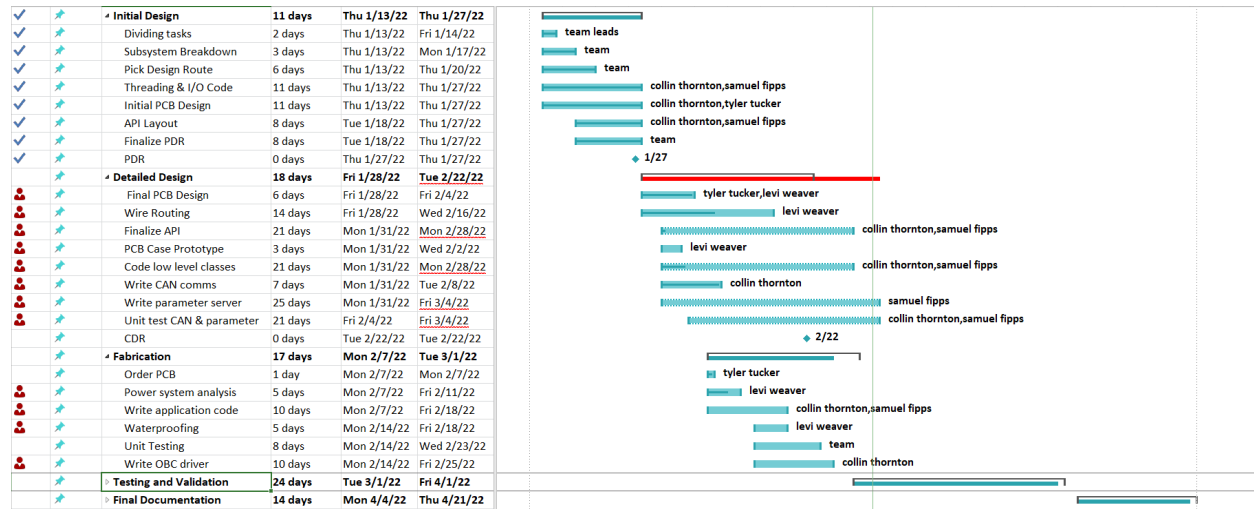 Initial Design 11 days Thu 1/13/22 Thu 1/27/22
Dividing tasks 2 days Thu 1/13/22 Fri 1/14/22 team leads
Subsystem Breakdown 3 days Thu 1/13/22 Mon 1/17/22 team
Pick Design Route 6 days Thu 1/13/22 Thu 1/20/22 team
Threading & I/O Code 11 days Thu 1/13/22 Thu 1/27/22 collin thornton,samuel fipps
Initial PCB Design 11 days Thu 1/13/22 Thu 1/27/22 collin thornton,tyler tucker
API Layout 8 days Tue 1/18/22 Thu 1/27/22 collin thornton,samuel fipps
Finalize PDR 8 days Tue 1/18/22 Thu 1/27/22 team
PDR 0 days Thu 1/27/22 Thu 1/27/22 1/27
Detailed Design 18 days Fri 1/28/22 Tue 2/22/22
Final PCB Design 6 days Fri 1/28/22 Fri 2/4/22 tyler tucker,levi weaver
Wire Routing 14 days Fri 1/28/22 Wed 2/16/22 levi weaver
Finalize API 21 days Mon 1/31/22 Mon 2/28/22 collin thornton,samuel fipps
PCB Case Prototype 3 days Mon 1/31/22 Wed 2/2/22 levi weaver
Code low level classes 21 days Mon 1/31/22 Mon 2/28/22 collin thornton,samuel fipps
Write CAN comms 7 days Mon 1/31/22 Tue 2/8/22 collin thornton
Write parameter server 25 days Mon 1/31/22 Fri 3/4/22 samuel fipps
Unit test CAN & parameter 21 days Fri 2/4/22 Fri 3/4/22 collin thornton,samuel fipps
CDR 0 days Tue 2/22/22 Tue 2/22/22 2/22
Fabrication 17 days Mon 2/7/22 Tue 3/1/22
Order PCB 1 day Mon 2/7/22 Mon 2/7/22 tyler tucker
Power system analysis 5 days Mon 2/7/22 Fri 2/11/22 levi weaver
Write application code 10 days Mon 2/7/22 Fri 2/18/22 collin thornton,samuel fipps
Waterproofing 5 days Mon 2/14/22 Fri 2/18/22 levi weaver
Unit Testing 8 days Mon 2/14/22 Wed 2/23/22 team
Write OBC driver 10 days Mon 2/14/22 Fri 2/25/22 collin thornton
Testing and Validation 24 days Tue 3/1/22 Fri 4/1/22
Final Documentation 14 days Mon 4/4/22 Thu 4/21/22